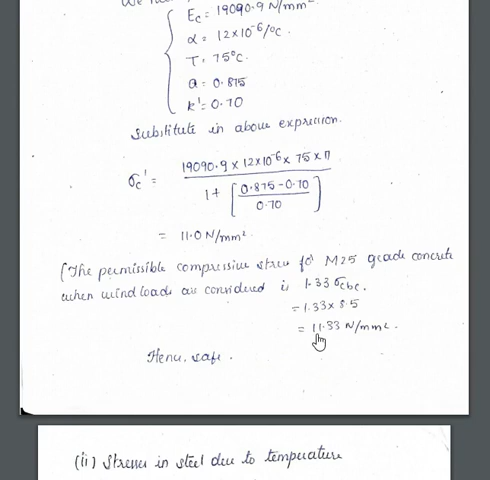 We ha
Ec = 19090.9 N/mm²
α = 12×10⁻⁶/°C.
T = 75°C.
a = 0.875
k' = 0.70
Substitute in above expression.
σc' = 19090.9 × 12×10⁻⁶ × 75 ×
1 + [0.875 - 0.70
0.70]
= 11.0 N/mm².
(The permissible compressive stress for M25 grade concrete
when wind loads are considered is 1.33 σcbc.
= 1.33 × 8.5
= 11.33 N/mm².
Hence, safe.
(ii) Stresses in steel due to temperature